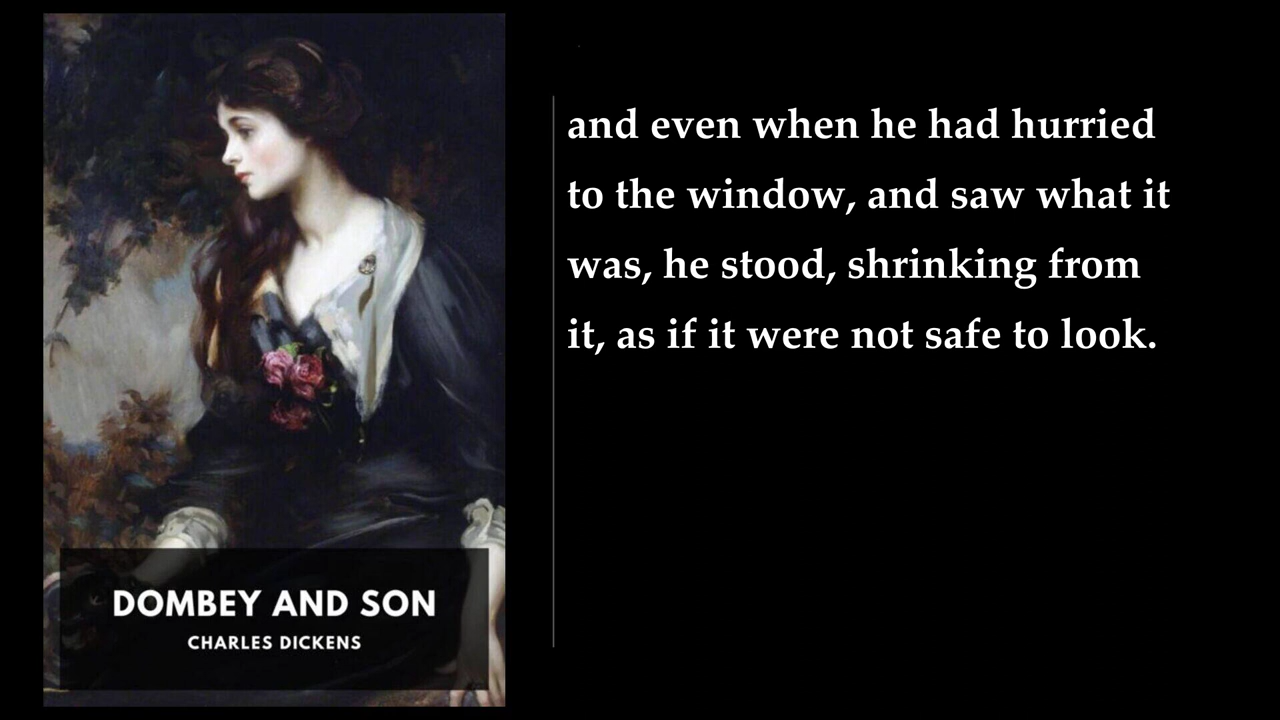 and even when he had hurried
to the window, and saw what it
was, he stood, shrinking from
it, as if it were not safe to look.
DOMBEY AND SON
CHARLES DICKENS